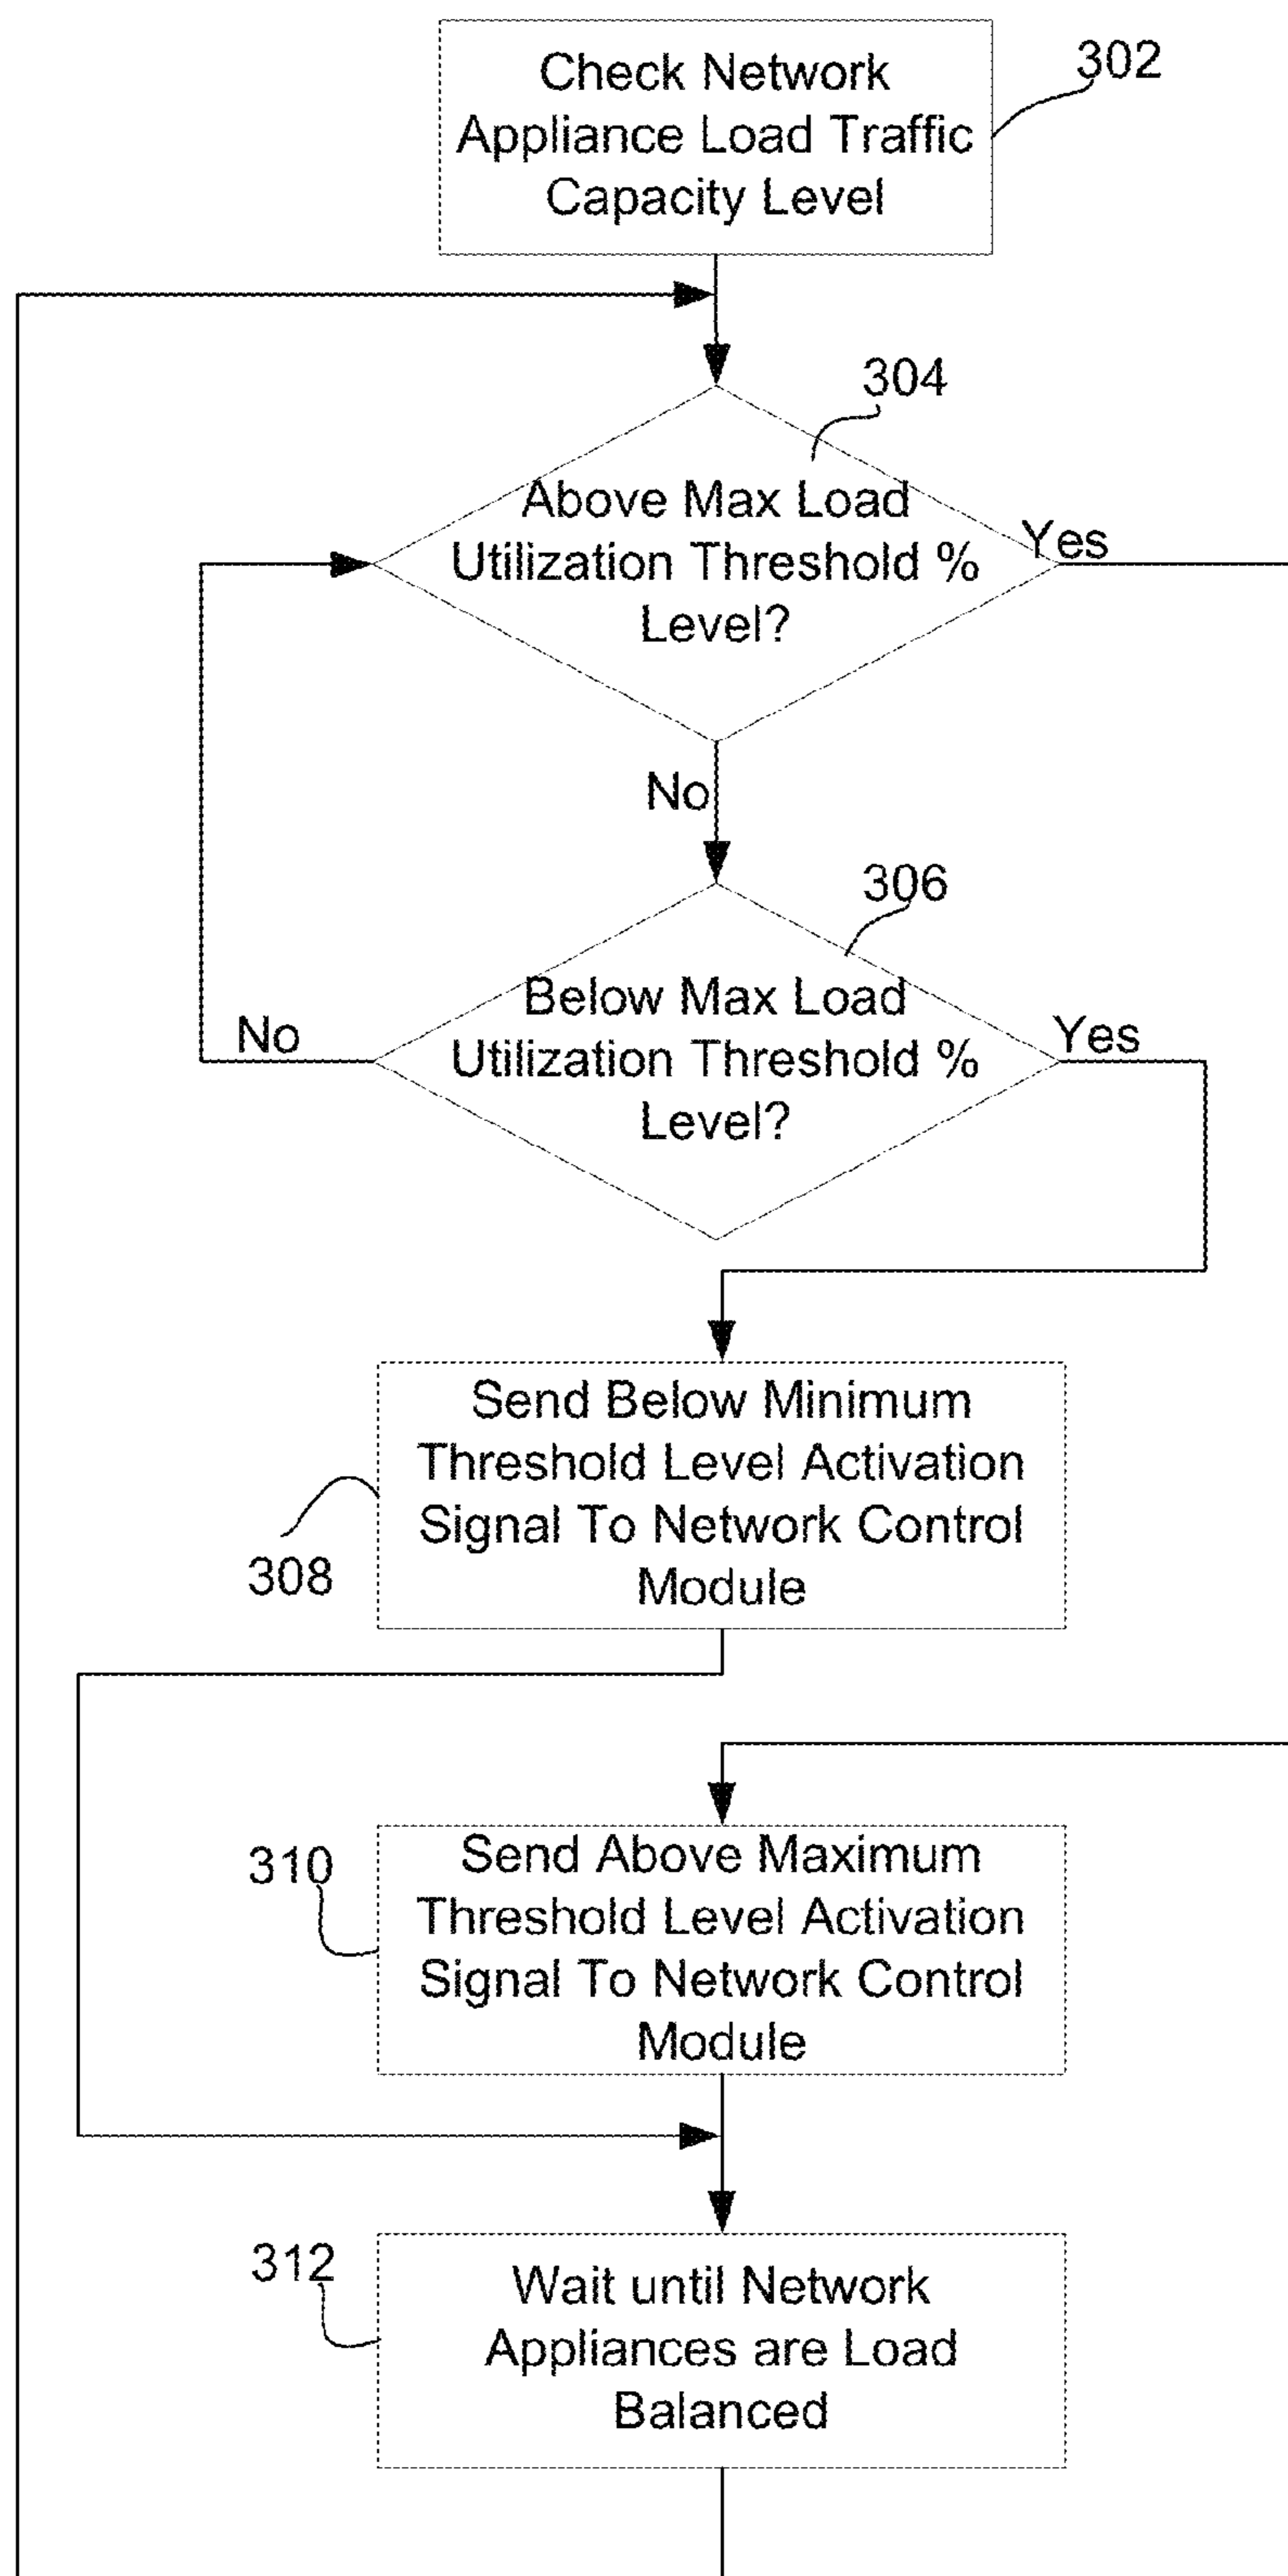 Check Network
Appliance Load Traffic
Capacity Level
302
304
Above Max Load
Utilization Threshold %
Level?
Yes
No
306
Below Max Load
Utilization Threshold %
Level?
No
Yes
Send Below Minimum
Threshold Level Activation
Signal To Network Control
Module
308
310
Send Above Maximum
Threshold Level Activation
Signal To Network Control
Module
312
Wait until Network
Appliances are Load
Balanced